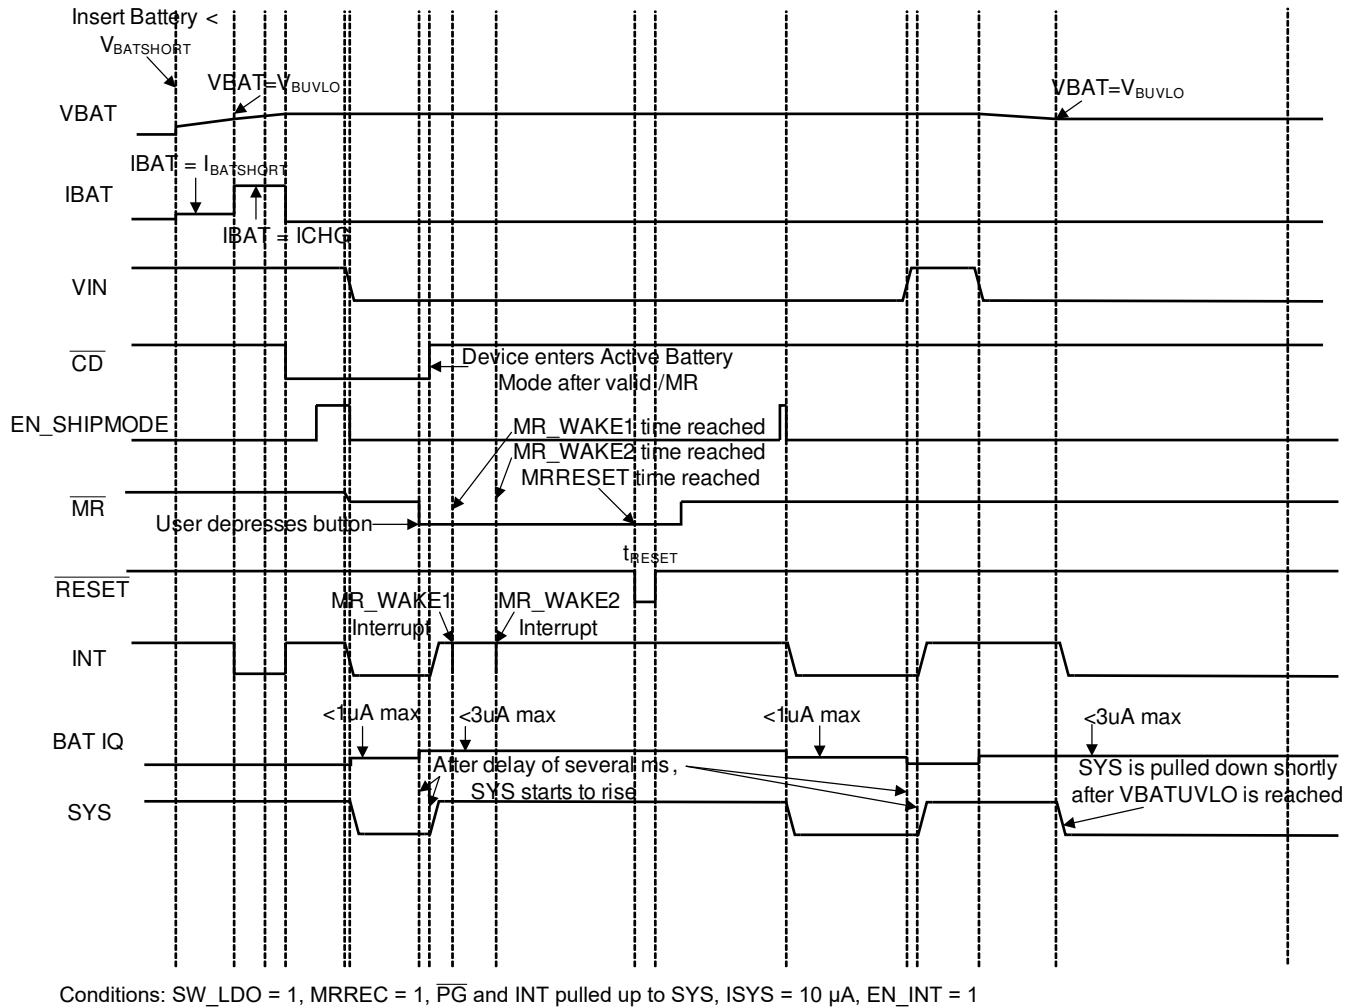 Insert Battery <
VBATSHORT
VBAT=VBUVLO
VBAT=VBUVLO
VBAT
IBAT = IBATSHORT
IBAT
IBAT = ICHG
VIN
CD
Device enters Active Battery
Mode after valid /MR
EN_SHIPMODE
MR_WAKE1 time reached
MR_WAKE2 time reached
MRRESET time reached
MR
User depresses button
tRESET
RESET
MR_WAKE1
Interrupt
MR_WAKE2
Interrupt
INT
<1uA max
<3uA max
<1uA max
<3uA max
BAT IQ
After delay of several ms,
SYS starts to rise
SYS is pulled down shortly
after VBATUVLO is reached
SYS
Conditions: SW_LDO = 1, MRREC = 1, PG and INT pulled up to SYS, ISYS = 10 µA, EN_INT = 1